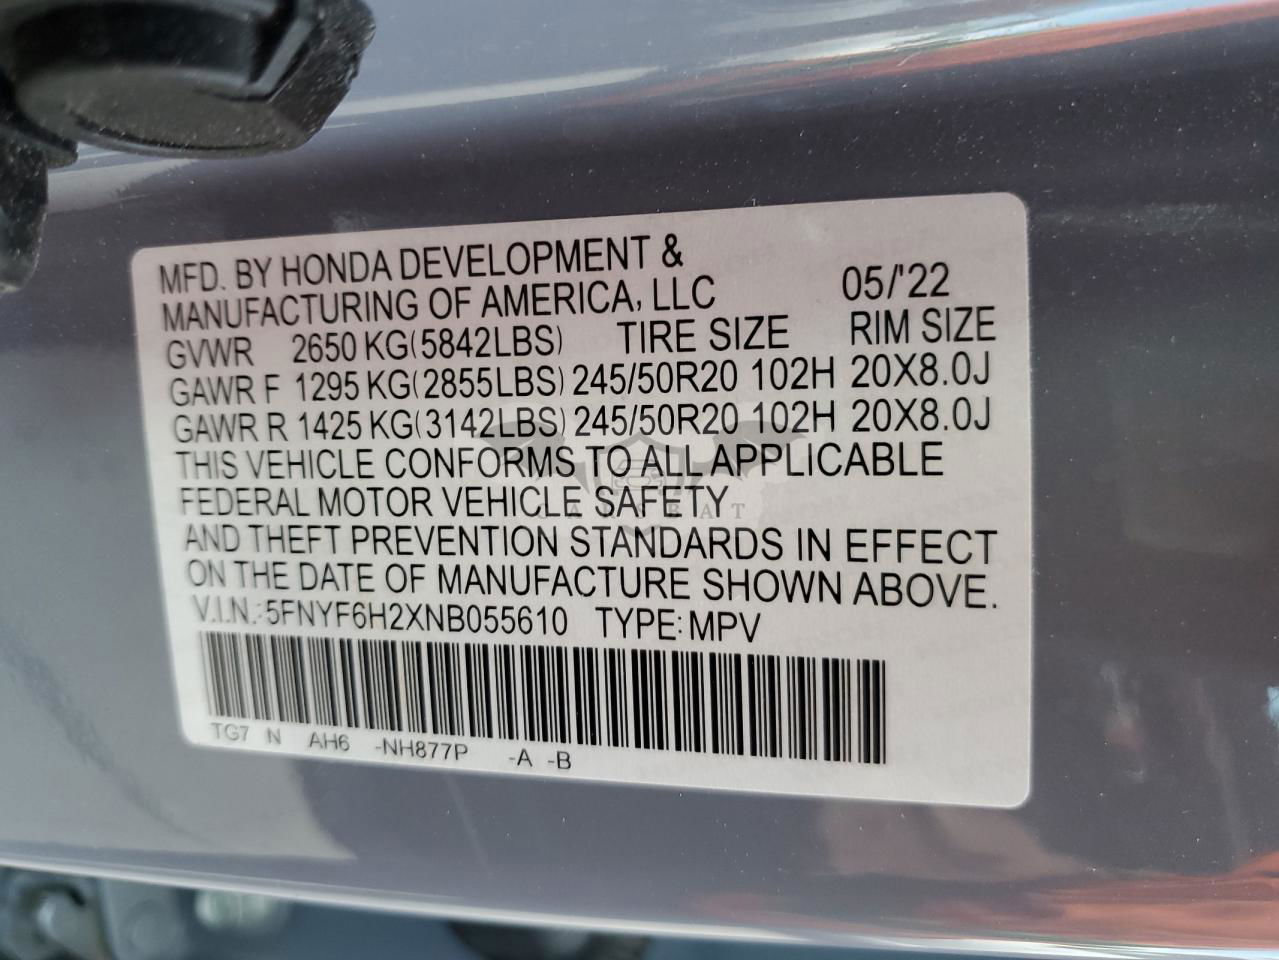 MFD. BY HONDA DEVELOPMENT &
MANUFACTURING OF AMERICA, LLC 05/'22
GVWR 2650 KG(5842LBS) TIRE SIZE RIM SIZE
GAWR F 1295 KG(2855LBS) 245/50R20 102H 20X8.0J
GAWR R 1425 KG(3142LBS) 245/50R20 102H 20X8.0J
THIS VEHICLE CONFORMS TO ALL APPLICABLE
FEDERAL MOTOR VEHICLE SAFETY
AND THEFT PREVENTION STANDARDS IN EFFECT
ON THE DATE OF MANUFACTURE SHOWN ABOVE.
V.I.N.: 5FNYF6H2XNB055610 TYPE: MPV
TG7 N AH6 -NH877P -A -B